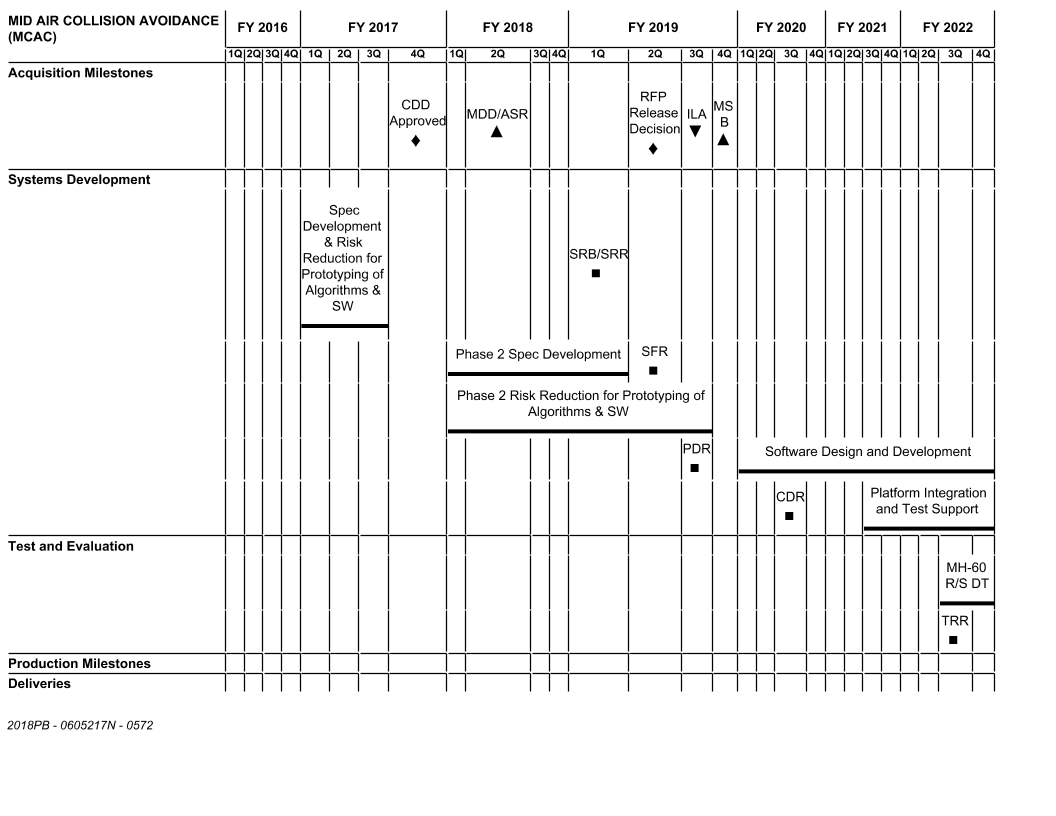 MID AIR COLLISION AVOIDANCE
(MCAC)
FY 2016 FY 2017 FY 2018 FY 2019 FY 2020 FY 2021 FY 2022
1Q 2Q 3Q 4Q 1Q 2Q 3Q 4Q 1Q 2Q 3Q 4Q 1Q 2Q 3Q 4Q 1Q 2Q 3Q 4Q 1Q 2Q 3Q 4Q 1Q 2Q 3Q 4Q
Acquisition Milestones
CDD
Approved
MDD/ASR
RFP
Release
Decision
ILA
MS
B
Systems Development
Spec
Development
& Risk
Reduction for
Prototyping of
Algorithms &
SW
SRB/SRR
Phase 2 Spec Development
SFR
Phase 2 Risk Reduction for Prototyping of
Algorithms & SW
PDR
Software Design and Development
CDR
Platform Integration
and Test Support
Test and Evaluation
MH-60
R/S DT
TRR
Production Milestones
Deliveries
2018PB - 0605217N - 0572